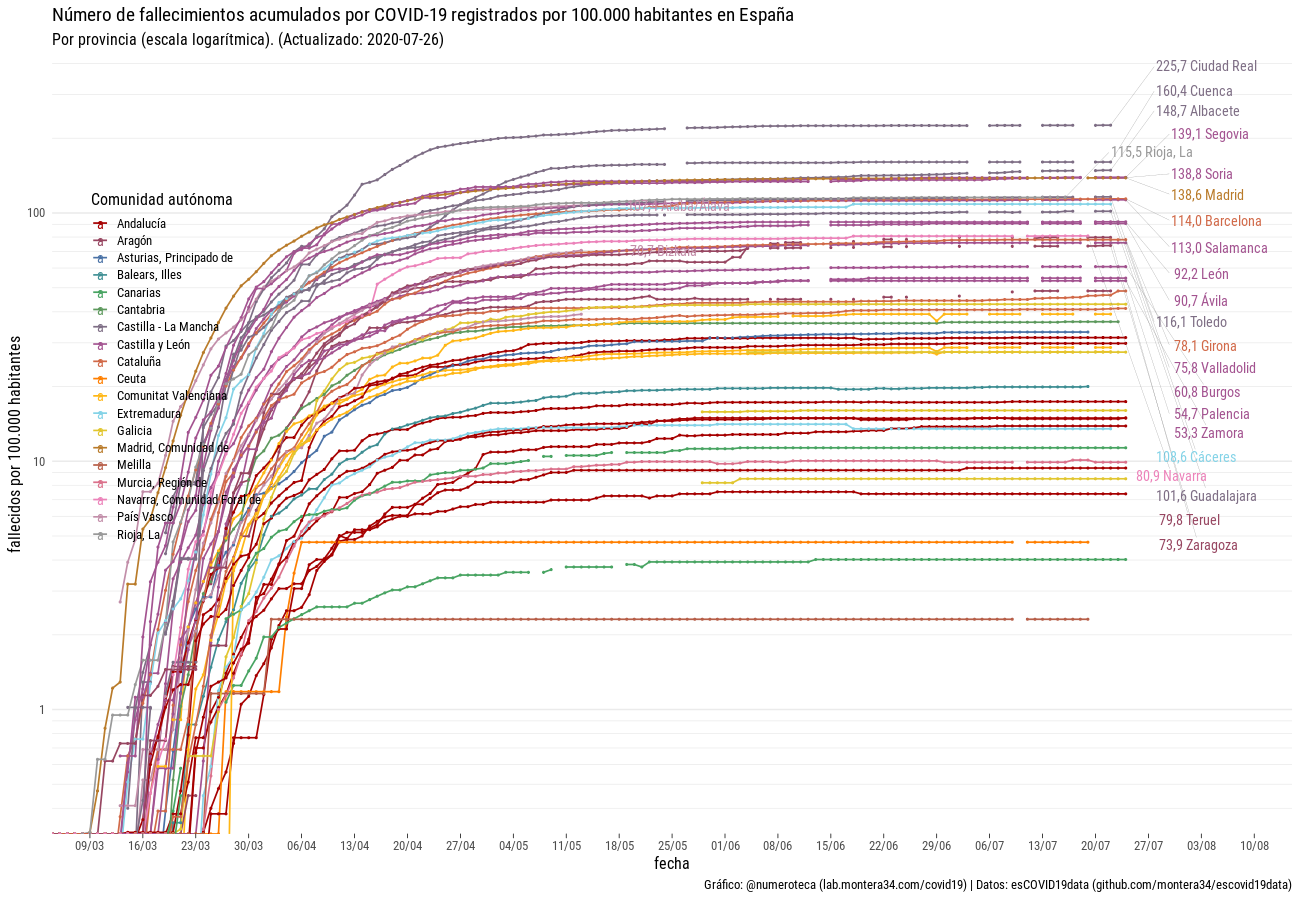 Número de fallecimientos acumulados por COVID-19 registrados por 100.000 habitantes en España
Por provincia (escala logarítmica). (Actualizado: 2020-07-26)
fallecidos por 100.000 habitantes
100
10
1
Comunidad autónoma
Andalucía
Aragón
Asturias, Principado de
Balears, Illes
Canarias
Cantabria
Castilla - La Mancha
Castilla y León
Cataluña
Ceuta
Comunitat Valenciana
Extremadura
Galicia
Madrid, Comunidad de
Melilla
Murcia, Región de
Navarra, Comunidad Foral de
País Vasco
Rioja, La
225,7 Ciudad Real
160,4 Cuenca
148,7 Albacete
139,1 Segovia
115,5 Rioja, La
138,8 Soria
138,6 Madrid
114,0 Barcelona
113,0 Salamanca
92,2 León
90,7 Ávila
116,1 Toledo
78,1 Girona
75,8 Valladolid
60,8 Burgos
54,7 Palencia
53,3 Zamora
108,6 Cáceres
80,9 Navarra
101,6 Guadalajara
79,8 Teruel
73,9 Zaragoza
09/03 16/03 23/03 30/03 06/04 13/04 20/04 27/04 04/05 11/05 18/05 25/05 01/06 08/06 15/06 22/06 29/06 06/07 13/07 20/07 27/07 03/08 10/08
fecha
Gráfico: @numeroteca (lab.montera34.com/covid19) | Datos: esCOVID19data (github.com/montera34/escovid19data)